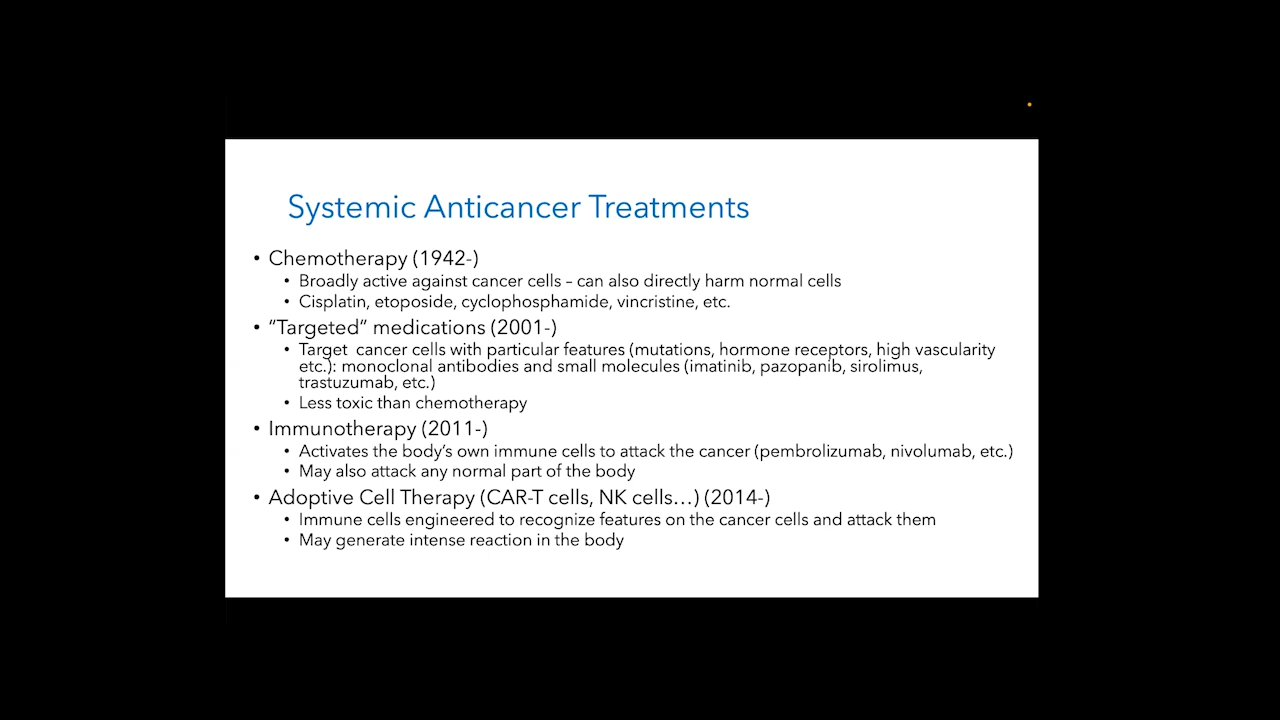 Systemic Anticancer Treatments
• Chemotherapy (1942-)
• Broadly active against cancer cells – can also directly harm normal cells
• Cisplatin, etoposide, cyclophosphamide, vincristine, etc.
• “Targeted” medications (2001-)
• Target  cancer cells with particular features (mutations, hormone receptors, high vascularity
etc.): monoclonal antibodies and small molecules (imatinib, pazopanib, sirolimus,
trastuzumab, etc.)
• Less toxic than chemotherapy
• Immunotherapy (2011-)
• Activates the body’s own immune cells to attack the cancer (pembrolizumab, nivolumab, etc.)
• May also attack any normal part of the body
• Adoptive Cell Therapy (CAR-T cells, NK cells…) (2014-)
• Immune cells engineered to recognize features on the cancer cells and attack them
• May generate intense reaction in the body